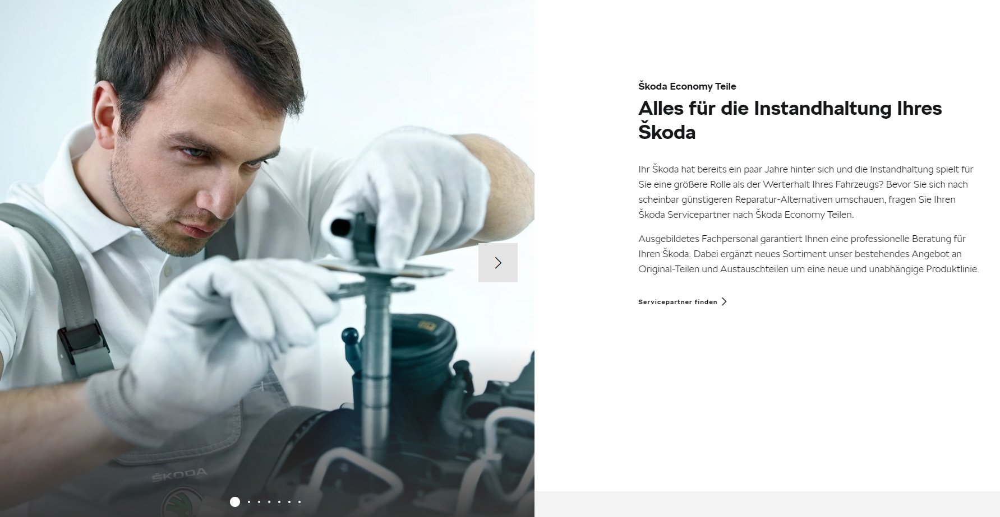 Škoda Economy Teile
Alles für die Instandhaltung Ihres
Škoda
Ihr Škoda hat bereits ein paar Jahre hinter sich und die Instandhaltung spielt für
Sie eine größere Rolle als der Werterhalt Ihres Fahrzeugs? Bevor Sie sich nach
scheinbar günstigeren Reparatur-Alternativen umschauen, fragen Sie Ihren
Škoda Servicepartner nach Škoda Economy Teilen.
Ausgebildetes Fachpersonal garantiert Ihnen eine professionelle Beratung für
Ihren Škoda. Dabei ergänzt neues Sortiment unser bestehendes Angebot an
Original-Teilen und Austauschteilen um eine neue und unabhängige Produktlinie.
Servicepartner finden
ŠKODA